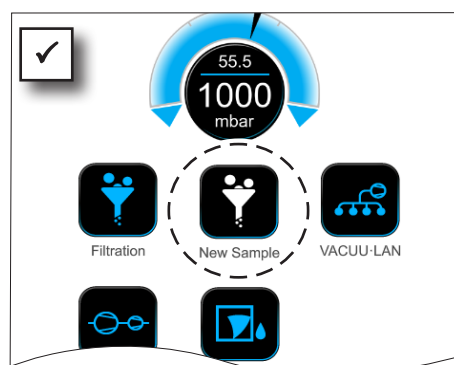 55.5
1000
mbar
Filtration
New Sample
VACUU·LAN